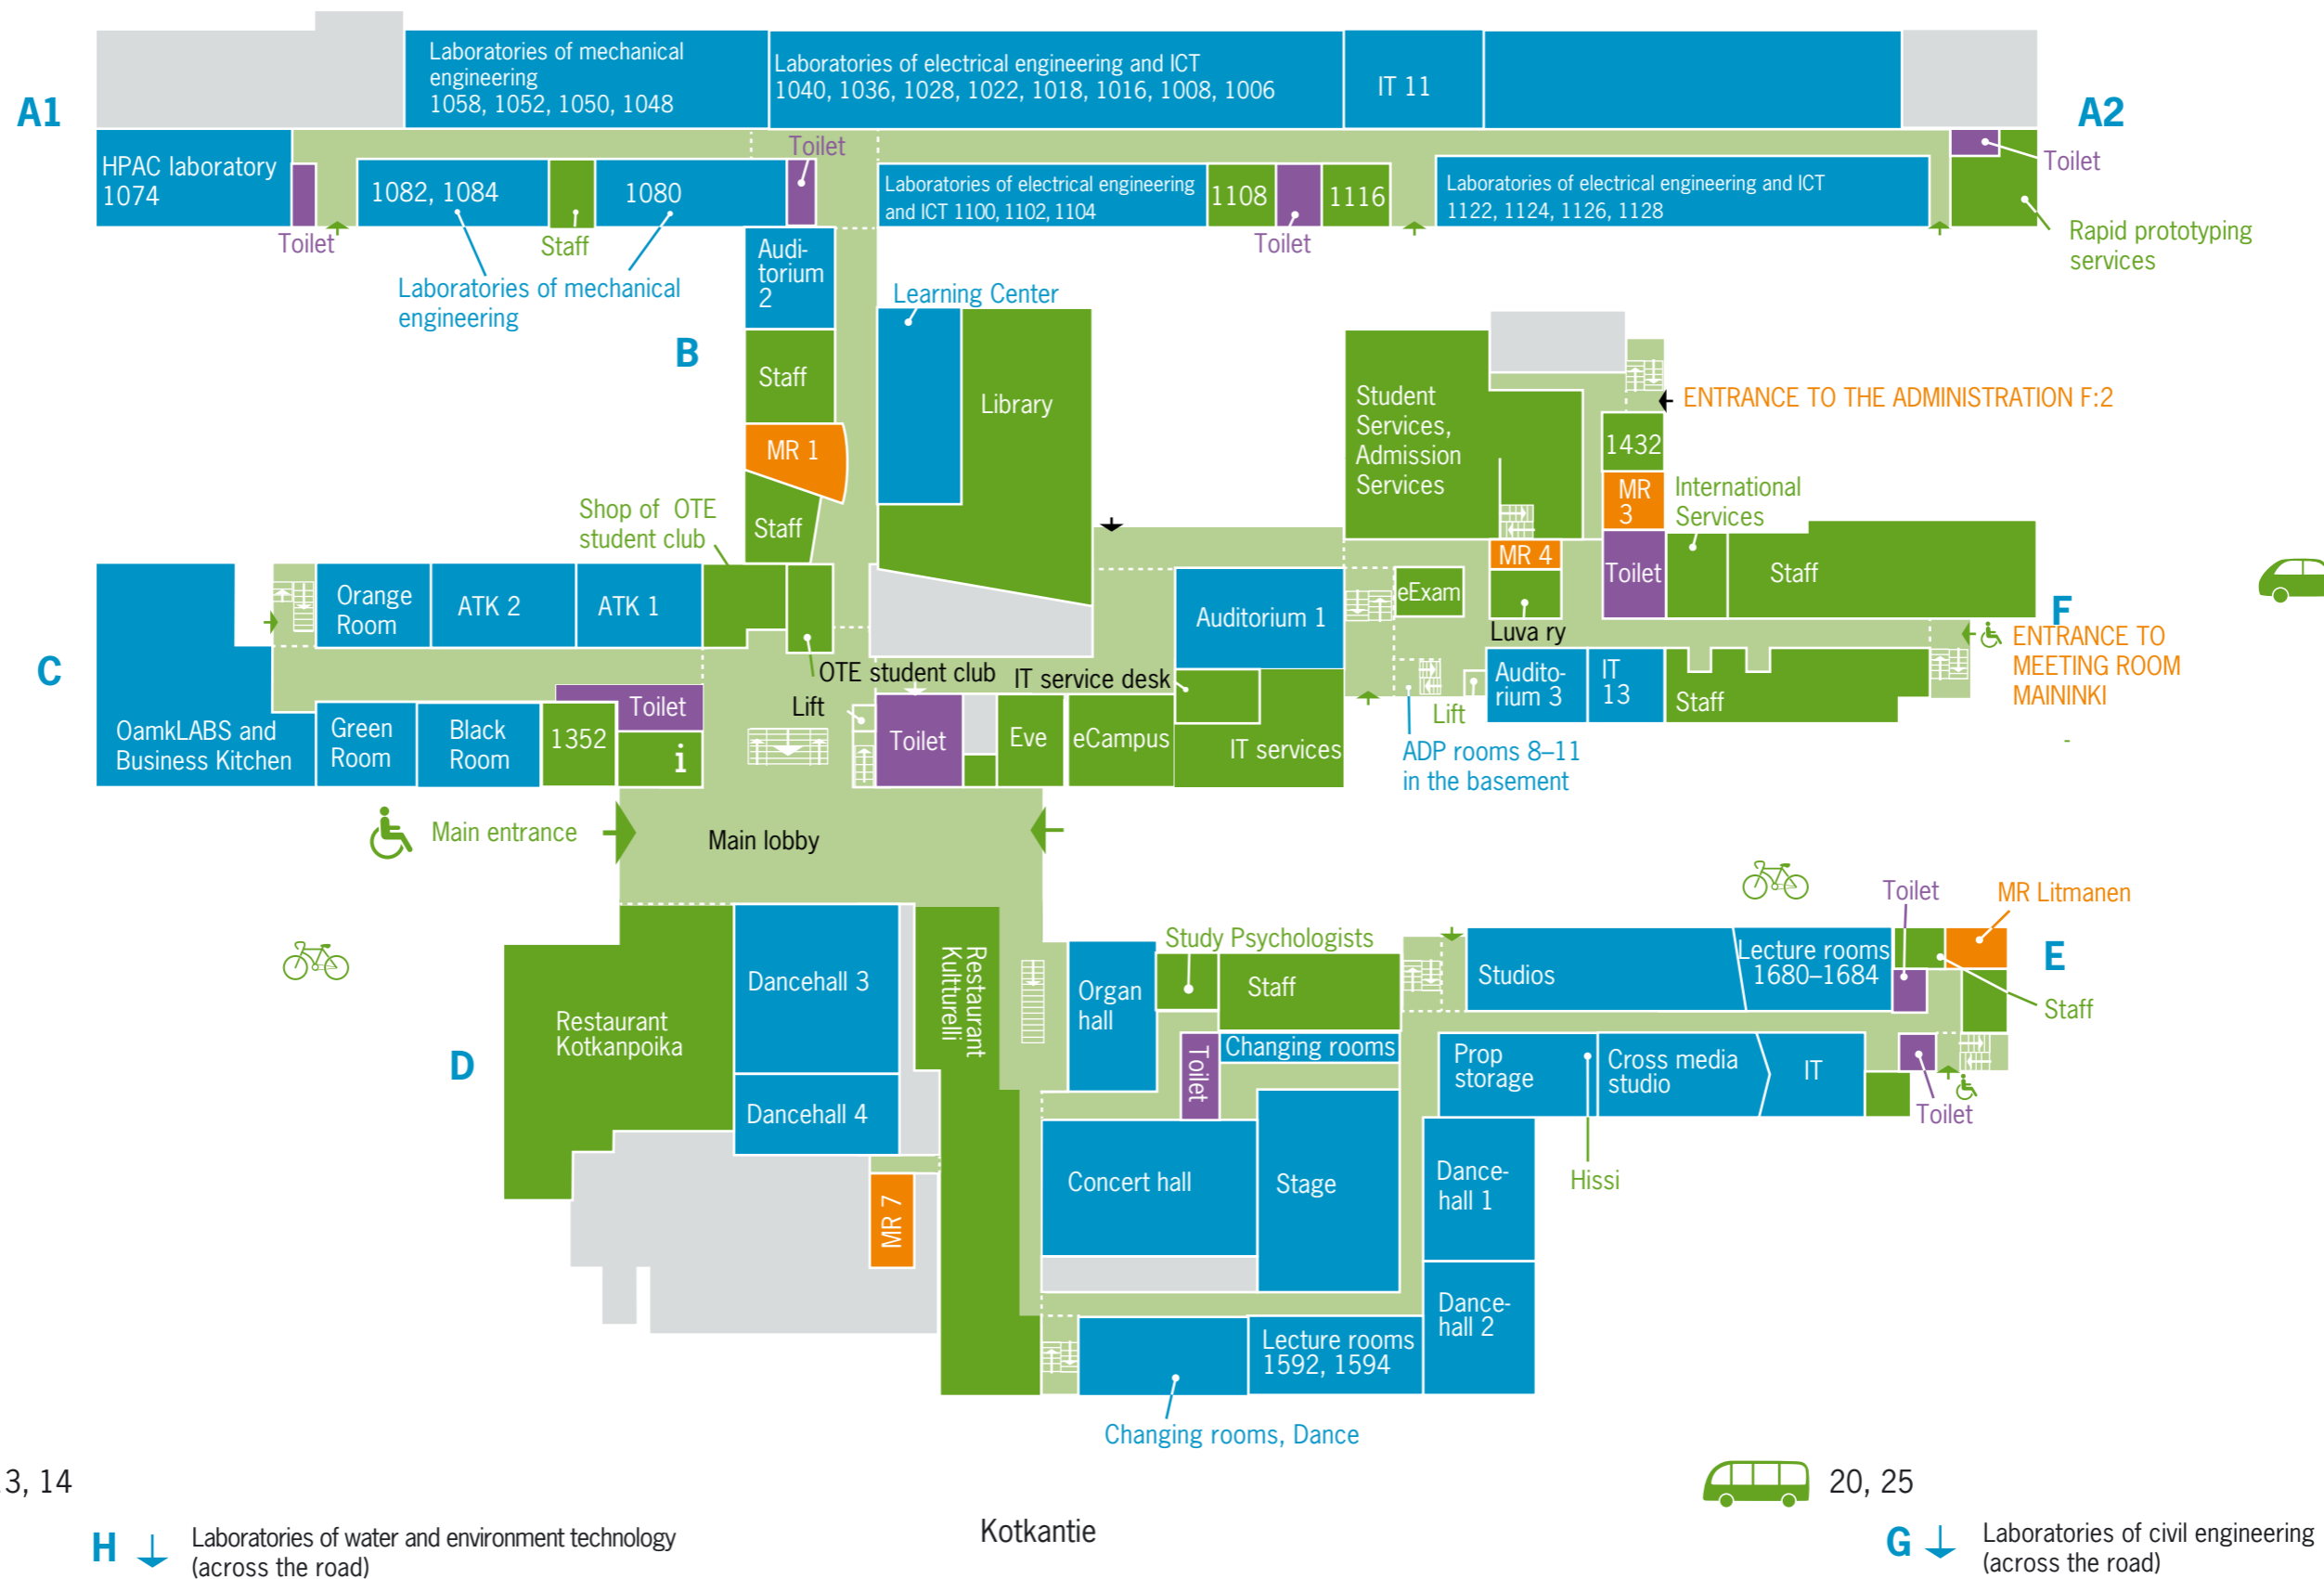 Laboratories of mechanical
engineering
1058, 1052, 1050, 1048
Laboratories of electrical engineering and ICT
1040, 1036, 1028, 1022, 1018, 1016, 1008, 1006
IT 11
A1
A2
HPAC laboratory
1074
Toilet
1082, 1084
Staff
1080
Toilet
Laboratories of mechanical
engineering
Laboratories of electrical engineering
and ICT 1100, 1102, 1104
1108
Toilet
1116
Laboratories of electrical engineering and ICT
1122, 1124, 1126, 1128
Toilet
Rapid prototyping
services
Audi-
torium
2
Learning Center
B
Staff
Library
MR 1
Staff
Shop of OTE
student club
Student
Services,
Admission
Services
ENTRANCE TO THE ADMINISTRATION F:2
1432
MR
3
International
Services
MR 4
Toilet
Staff
eExam
Luva ry
F
ENTRANCE TO
MEETING ROOM
MAININKI
-
Orange
Room
ATK 2
ATK 1
OTE student club
IT service desk
Auditorium 1
C
OamkLABS and
Business Kitchen
Green
Room
Black
Room
1352
Toilet
i
Lift
Toilet
Eve
eCampus
IT services
Lift
Audito-
rium 3
IT
13
Staff
ADP rooms 8–11
in the basement
Main entrance
Main lobby
Toilet
MR Litmanen
Study Psychologists
Restaurant
Kultturelli
Dancehall 3
Organ
hall
Staff
Studios
Lecture rooms
1680–1684
E
Staff
Restaurant
Kotkanpoika
D
Dancehall 4
Toilet
Changing rooms
Prop
storage
Cross media
studio
IT
Toilet
Hissi
MR 7
Concert hall
Stage
Dance-
hall 1
Dance-
hall 2
Lecture rooms
1592, 1594
Changing rooms, Dance
3, 14
20, 25
H
Laboratories of water and environment technology
(across the road)
Kotkantie
G
Laboratories of civil engineering
(across the road)